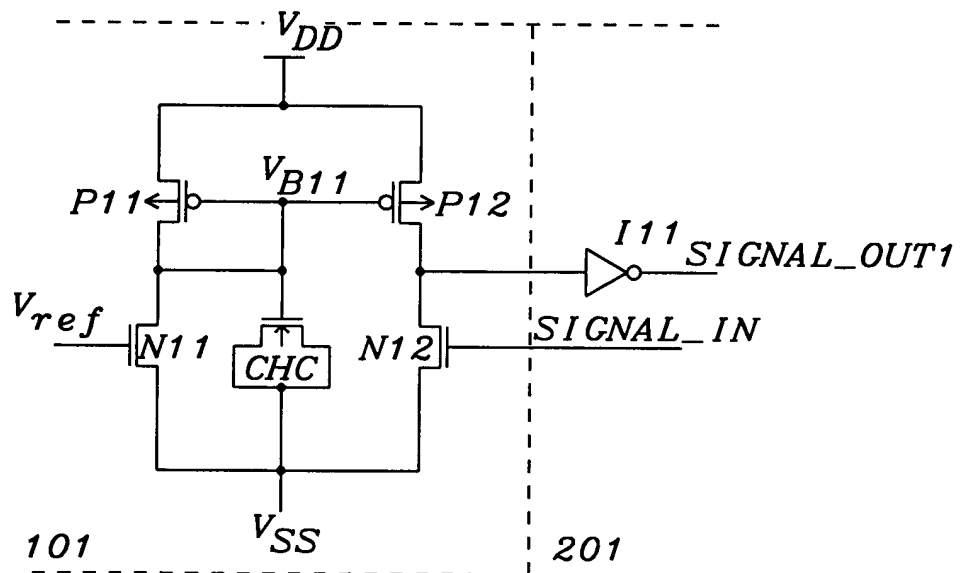 VDD
VB11
P11
P12
I11
SIGNAL_OUT1
Vref
N11
CHC
N12
SIGNAL_IN
VSS
101
201